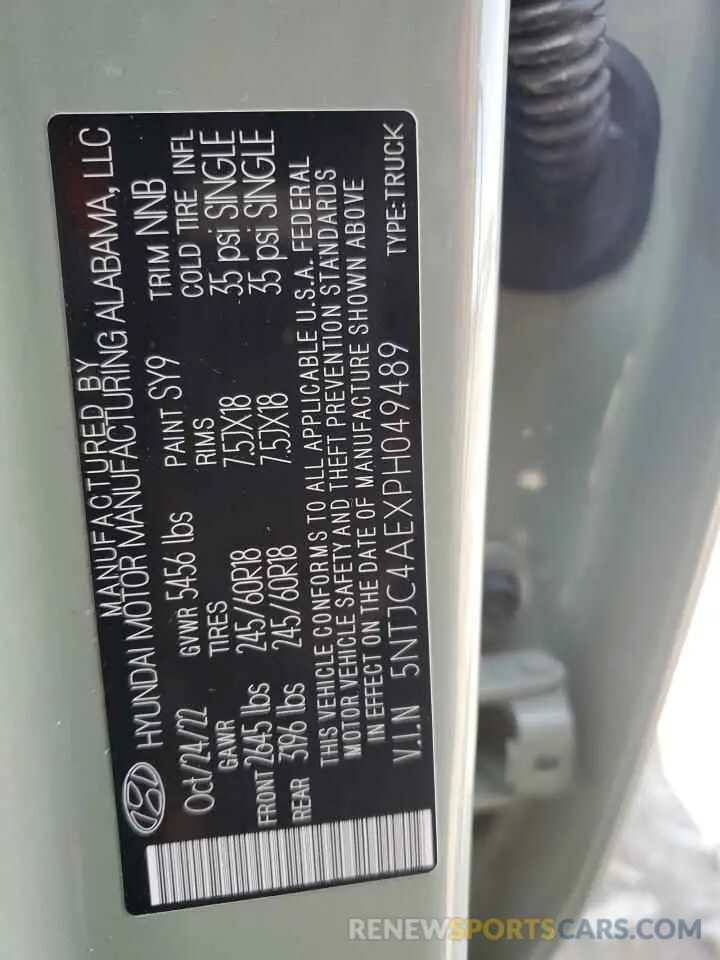 MANUFACTURED BY
HYUNDAI MOTOR MANUFACTURING ALABAMA, LLC
Oct/24/22 GVWR 5456 lbs PAINT SY9 TRIM NNB
GAWR TIRES RIMS COLD TIRE INFL
FRONT 2645 lbs 245/60R18 7.5JX18 35 psi SINGLE
REAR 3196 lbs 245/60R18 7.5JX18 35 psi SINGLE
THIS VEHICLE CONFORMS TO ALL APPLICABLE U.S.A. FEDERAL
MOTOR VEHICLE SAFETY AND THEFT PREVENTION STANDARDS
IN EFFECT ON THE DATE OF MANUFACTURE SHOWN ABOVE
V.I.N 5NTJC4AEXPH049489 TYPE:TRUCK
RENEWSPORTSCARS.COM